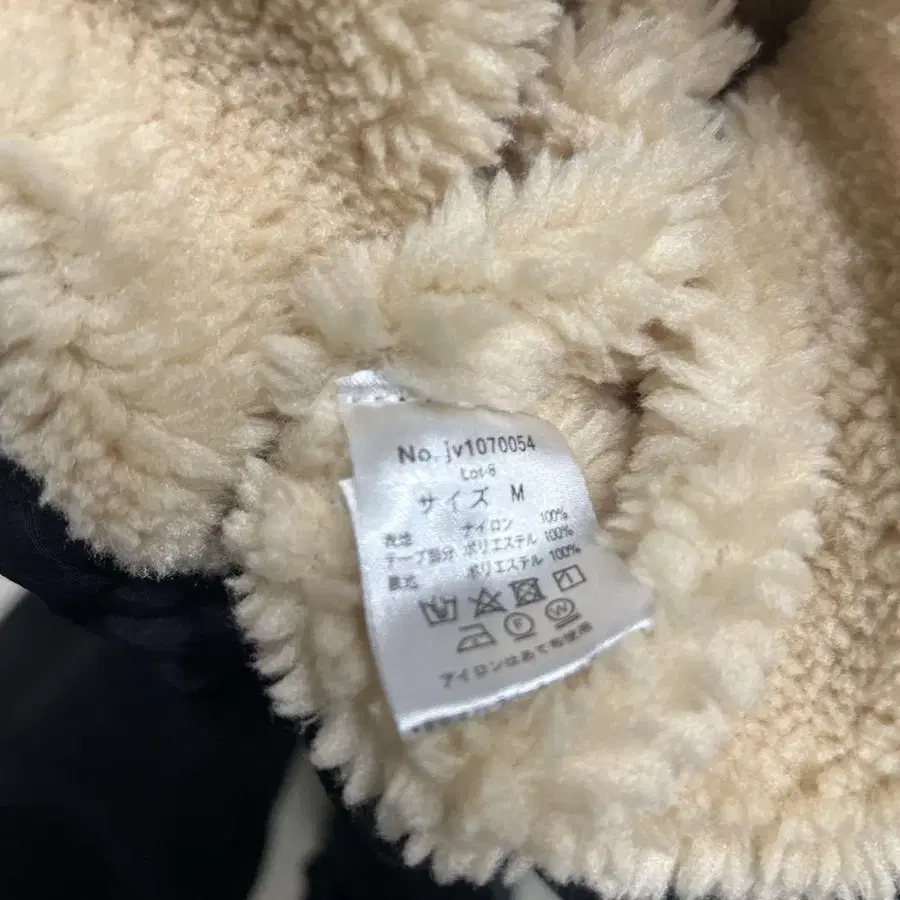 No. jv1070054
Lot-8
サイズ M
表地 ナイロン 100%
テープ部分 ポリエステル 100%
裏地 ポリエステル 100%
F W
アイロンはあて布使用